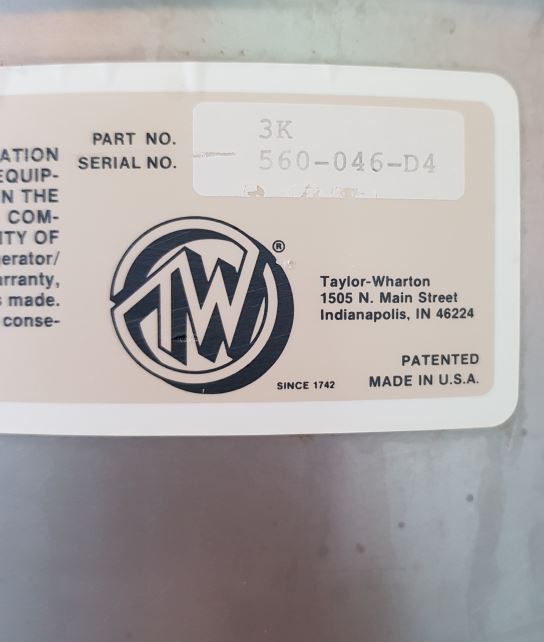 PART NO. 3K
SERIAL NO. 560-046-D4
ATION
EQUIP-
N THE
COM-
ITY OF
erator/
arranty,
s made.
conse-
TW ®
SINCE 1742
Taylor-Wharton
1505 N. Main Street
Indianapolis, IN 46224
PATENTED
MADE IN U.S.A.